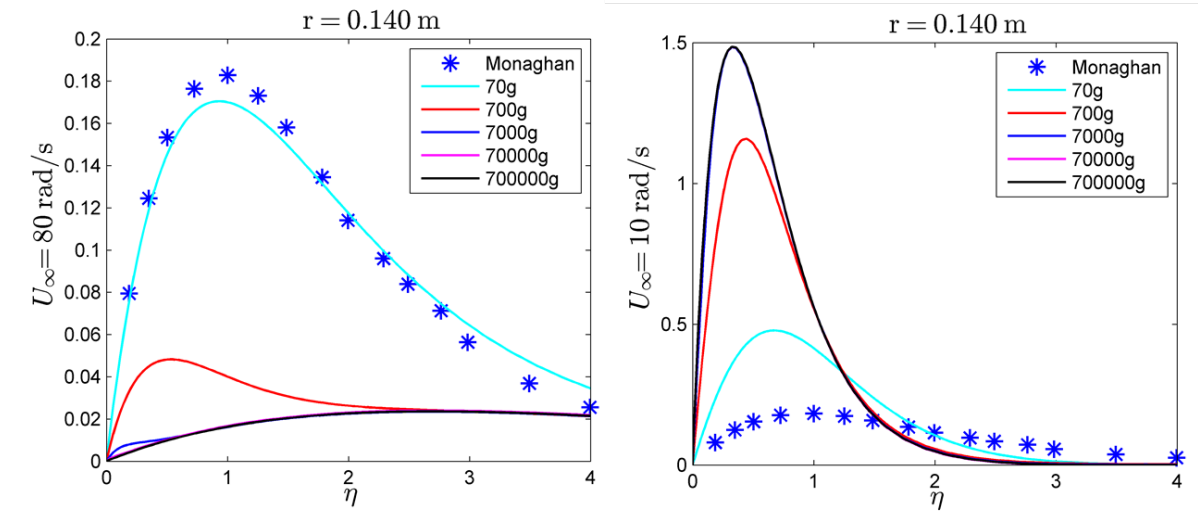 r = 0.140 m
U∞= 80 rad/s
0.2
0.18
0.16
0.14
0.12
0.1
0.08
0.06
0.04
0.02
0
Monaghan
70g
700g
7000g
70000g
700000g
0 1 2 3 4
η
r = 0.140 m
U∞= 10 rad/s
1.5
1
0.5
0
Monaghan
70g
700g
7000g
70000g
700000g
0 1 2 3 4
η